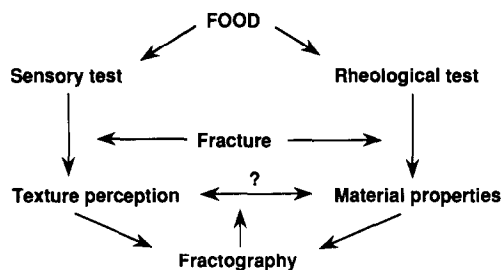 FOOD
Sensory test
Rheological test
Fracture
?
Texture perception
Material properties
Fractography